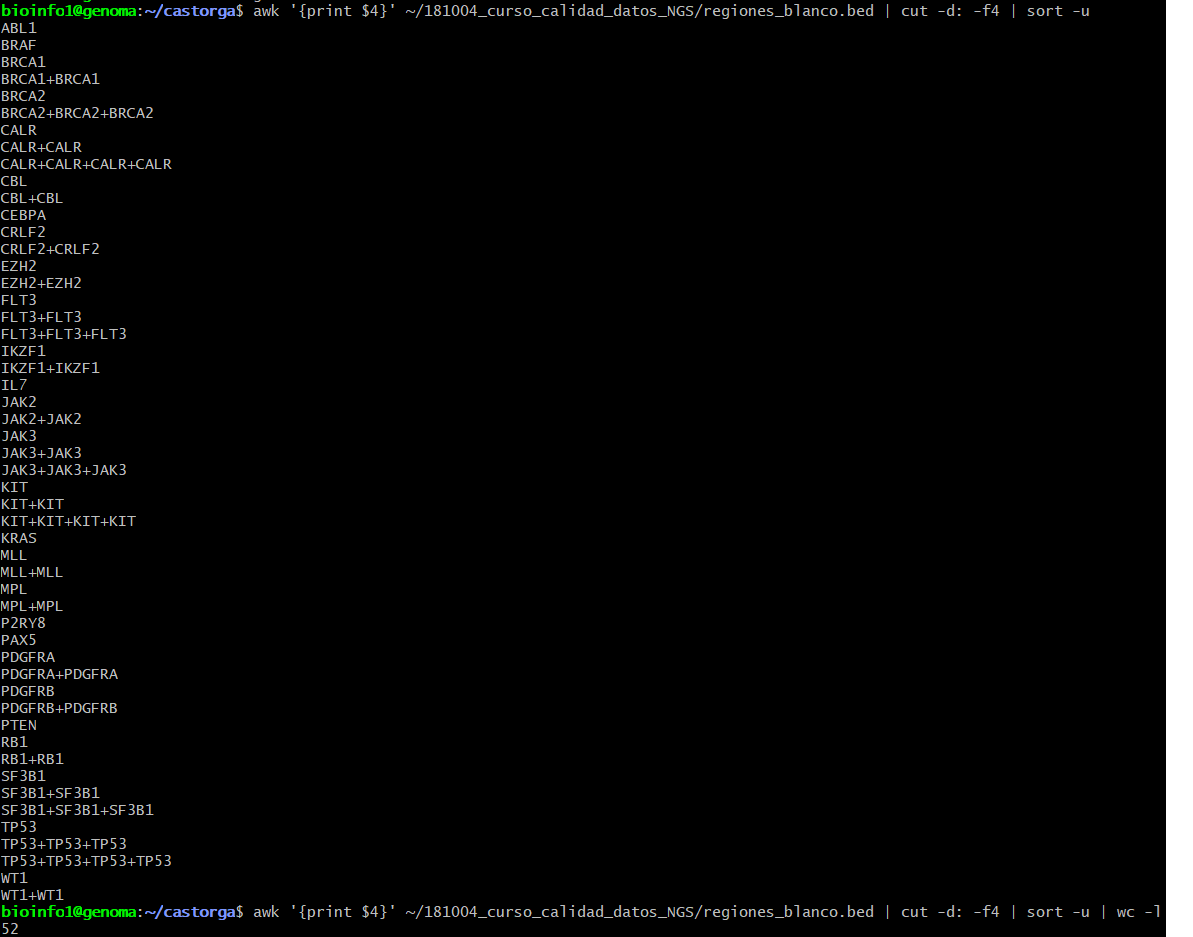 bioinfo1@genoma:~/castorga$ awk '{print $4}' ~/181004_curso_calidad_datos_NGS/regiones_blanco.bed | cut -d: -f4 | sort -u
ABL1
BRAF
BRCA1
BRCA1+BRCA1
BRCA2
BRCA2+BRCA2+BRCA2
CALR
CALR+CALR
CALR+CALR+CALR+CALR
CBL
CBL+CBL
CEBPA
CRLF2
CRLF2+CRLF2
EZH2
EZH2+EZH2
FLT3
FLT3+FLT3
FLT3+FLT3+FLT3
IKZF1
IKZF1+IKZF1
IL7
JAK2
JAK2+JAK2
JAK3
JAK3+JAK3
JAK3+JAK3+JAK3
KIT
KIT+KIT
KIT+KIT+KIT+KIT
KRAS
MLL
MLL+MLL
MPL
MPL+MPL
P2RY8
PAX5
PDGFRA
PDGFRA+PDGFRA
PDGFRB
PDGFRB+PDGFRB
PTEN
RB1
RB1+RB1
SF3B1
SF3B1+SF3B1
SF3B1+SF3B1+SF3B1
TP53
TP53+TP53+TP53
TP53+TP53+TP53+TP53
WT1
WT1+WT1
bioinfo1@genoma:~/castorga$ awk '{print $4}' ~/181004_curso_calidad_datos_NGS/regiones_blanco.bed | cut -d: -f4 | sort -u | wc -l
52